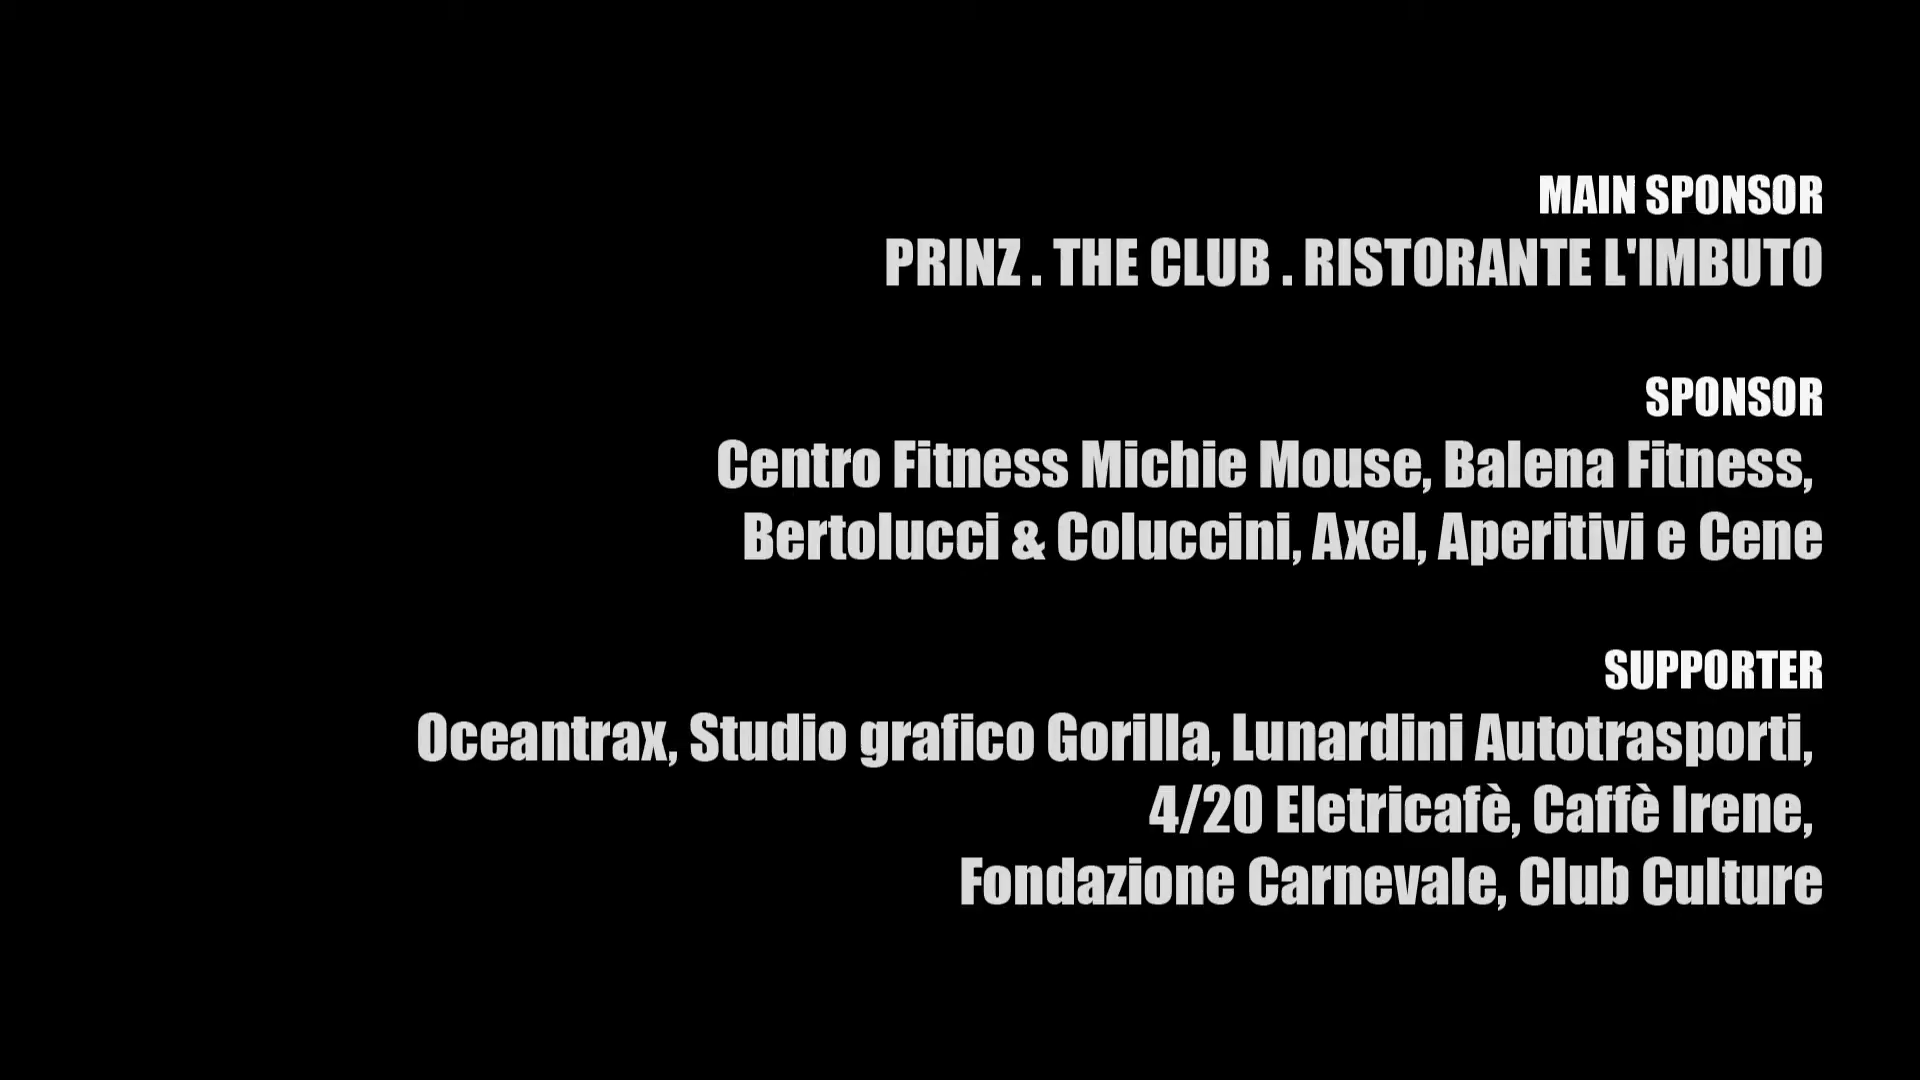 MAIN SPONSOR
PRINZ . THE CLUB . RISTORANTE L'IMBUTO
SPONSOR
Centro Fitness Michie Mouse, Balena Fitness,
Bertolucci & Coluccini, Axel, Aperitivi e Cene
SUPPORTER
Oceantrax, Studio grafico Gorilla, Lunardini Autotrasporti,
4/20 Eletricafè, Caffè Irene,
Fondazione Carnevale, Club Culture